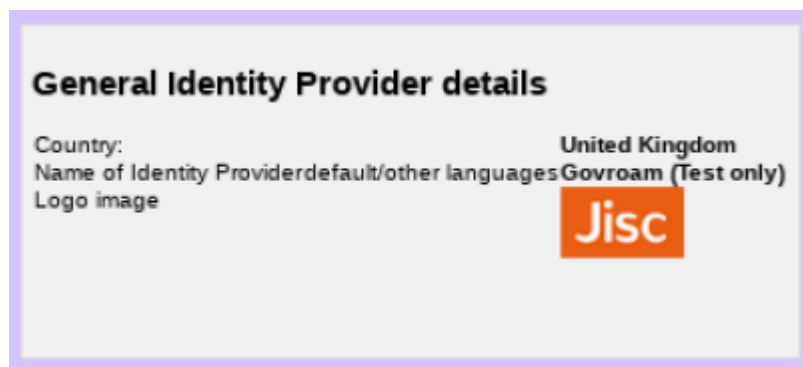 General Identity Provider details
Country: United Kingdom
Name of Identity Providerdefault/other languages Govroam (Test only)
Logo image
Jisc